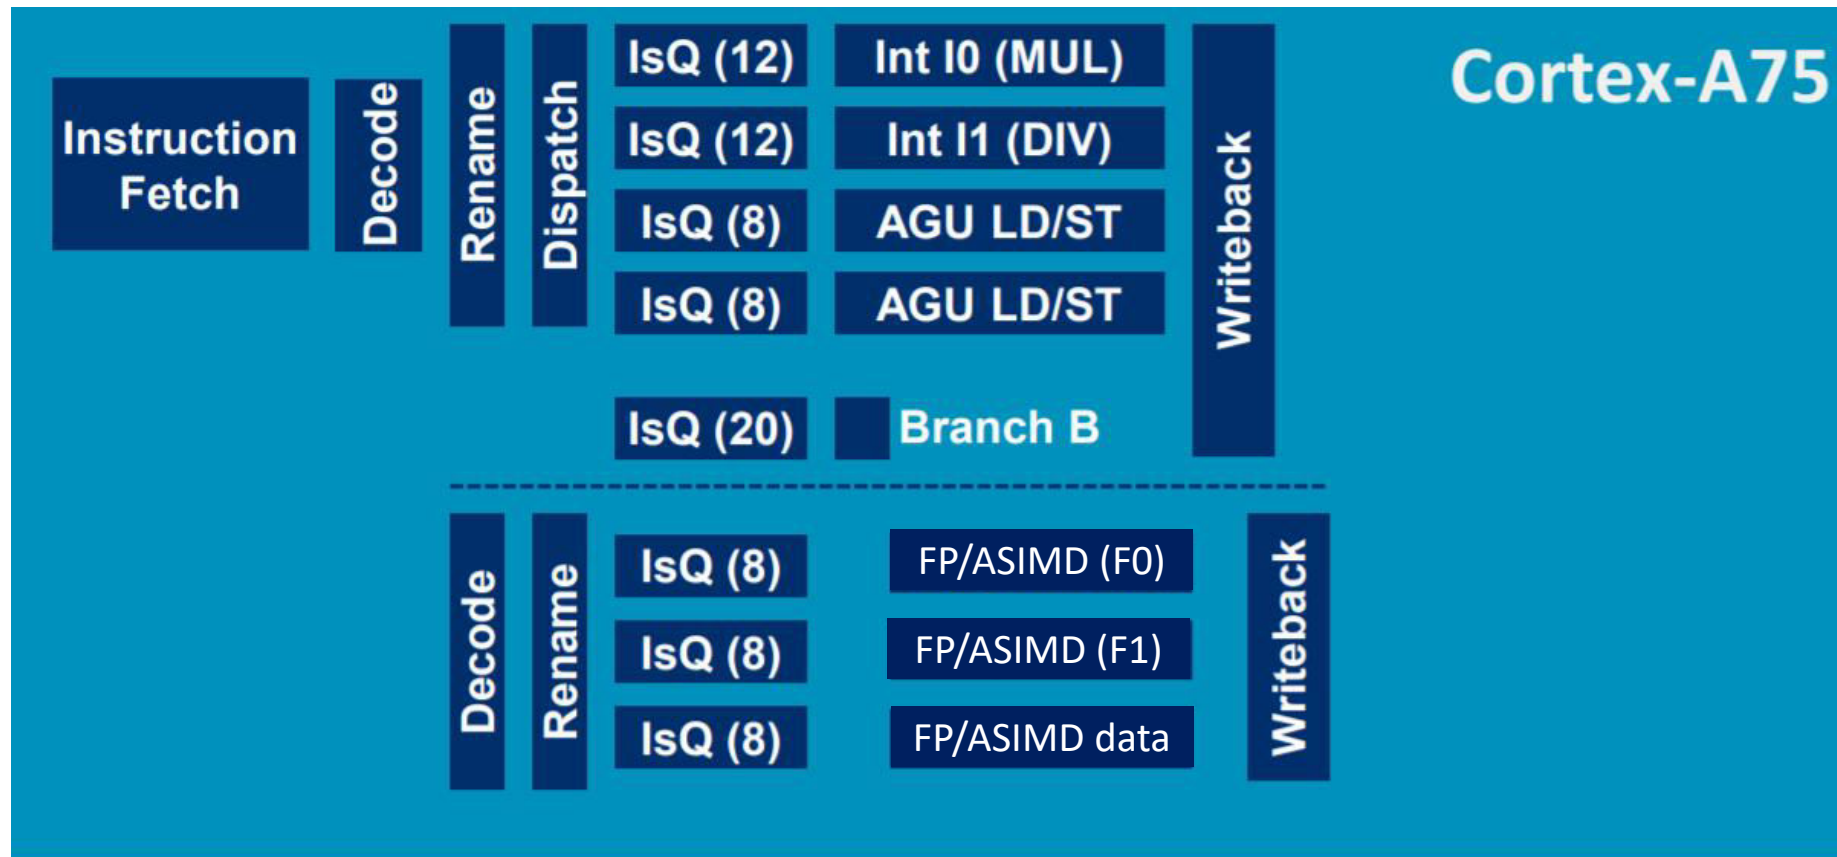 Cortex-A75
Instruction
Fetch
Decode
Rename
Dispatch
IsQ (12)
Int I0 (MUL)
IsQ (12)
Int I1 (DIV)
IsQ (8)
AGU LD/ST
IsQ (8)
AGU LD/ST
IsQ (20)
Branch B
Writeback
Decode
Rename
IsQ (8)
FP/ASIMD (F0)
IsQ (8)
FP/ASIMD (F1)
IsQ (8)
FP/ASIMD data
Writeback